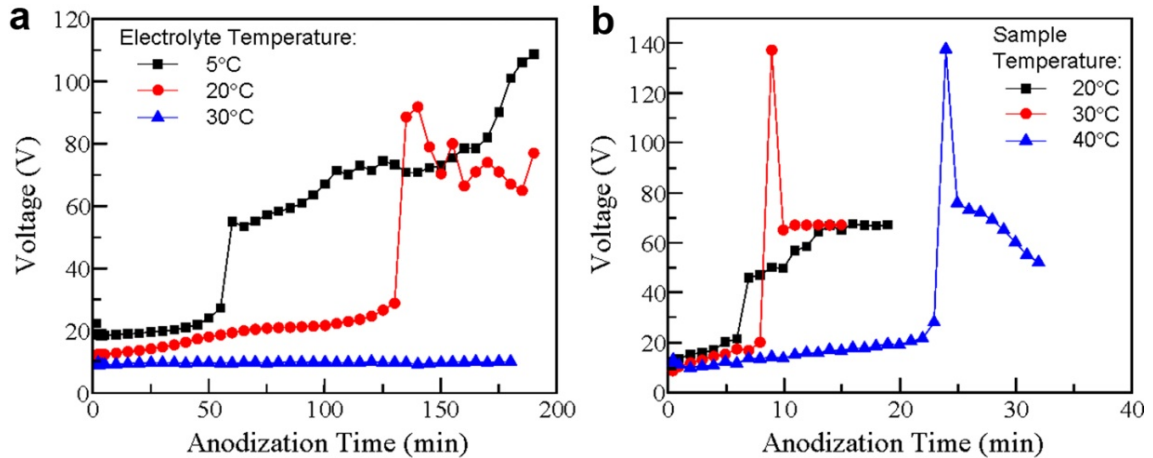 a
Electrolyte Temperature:
5°C
20°C
30°C
120
100
80
60
40
20
0
Voltage (V)
0
50
100
150
200
Anodization Time (min)
b
Sample
Temperature:
20°C
30°C
40°C
140
120
100
80
60
40
20
0
Voltage (V)
0
10
20
30
40
Anodization Time (min)